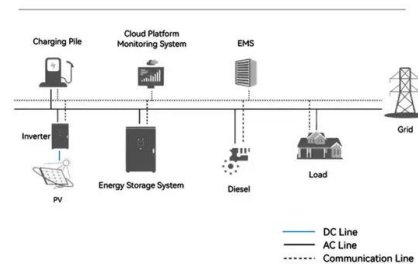 Charging Pile
Cloud Platform
Monitoring System
EMS
Grid
Inverter
PV
Energy Storage System
Diesel
Load
DC Line
AC Line
Communication Line